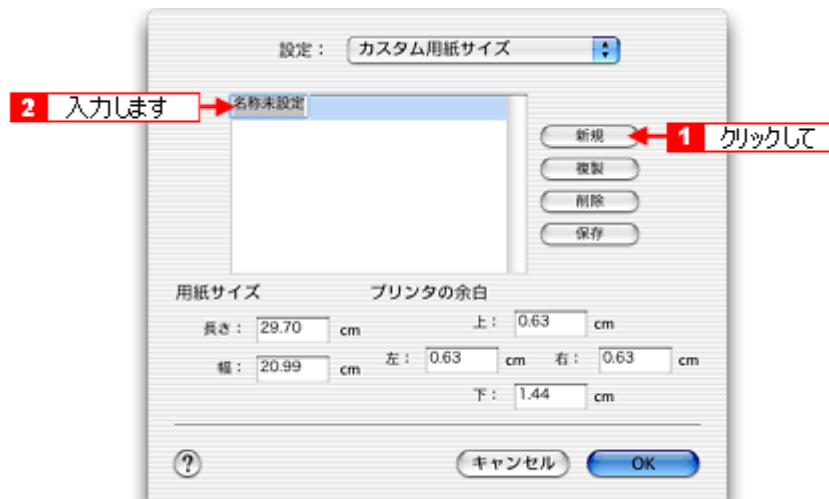 設定： カスタム用紙サイズ
2 入力します
名称未設定
新規
1 クリックして
複製
削除
保存
用紙サイズ
プリンタの余白
長さ： 29.70 cm
上： 0.63 cm
幅： 20.99 cm
左： 0.63 cm 右： 0.63 cm
下： 1.44 cm
? キャンセル OK